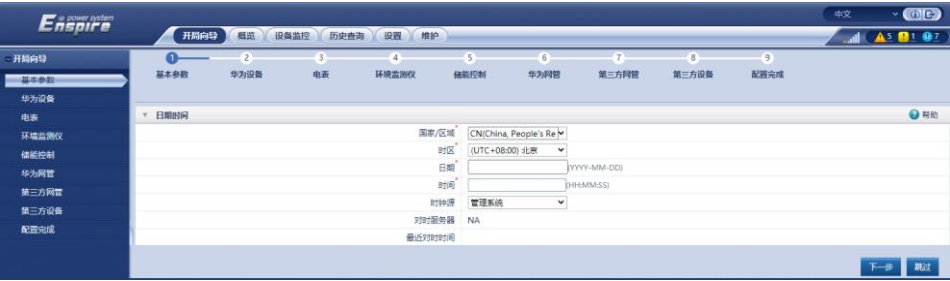 e power system
Enspire
中文
开局向导 概览 设备监控 历史查询 设置 维护
5 1 7
开局向导
基本参数
华为设备
电表
环境监测仪
储能控制
华为网管
第三方网管
第三方设备
配置完成
1 2 3 4 5 6 7 8 9
基本参数 华为设备 电表 环境监测仪 储能控制 华为网管 第三方网管 第三方设备 配置完成
日期时间 帮助
国家/区域* CN(China, People's Re
时区* (UTC+08:00) 北京
日期* (YYYY-MM-DD)
时间* (HH:MM:SS)
时钟源 管理系统
对时服务器 NA
最近对时时间
下一步 跳过